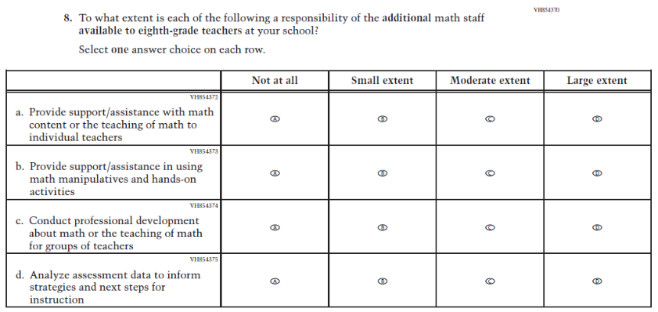 VH854370
8. To what extent is each of the following a responsibility of the additional math staff
available to eighth-grade teachers at your school?
Select one answer choice on each row.
Not at all Small extent Moderate extent Large extent
VH854372
a. Provide support/assistance with math
content or the teaching of math to
individual teachers
A B C D
VH854373
b. Provide support/assistance in using
math manipulatives and hands-on
activities
A B C D
VH854374
c. Conduct professional development
about math or the teaching of math
for groups of teachers
A B C D
VH854375
d. Analyze assessment data to inform
strategies and next steps for
instruction
A B C D